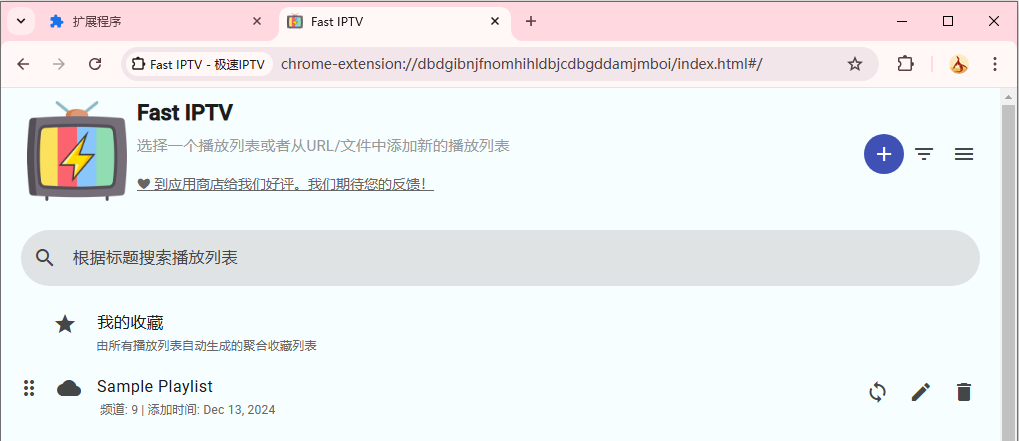 扩展程序
Fast IPTV
Fast IPTV - 极速IPTV
chrome-extension://dbdgibnjfnomhihldbjcdbgddamjmboi/index.html#/
Fast IPTV
选择一个播放列表或者从URL/文件中添加新的播放列表
到应用商店给我们好评。我们期待您的反馈！
根据标题搜索播放列表
我的收藏
由所有播放列表自动生成的聚合收藏列表
Sample Playlist
频道: 9 | 添加时间: Dec 13, 2024